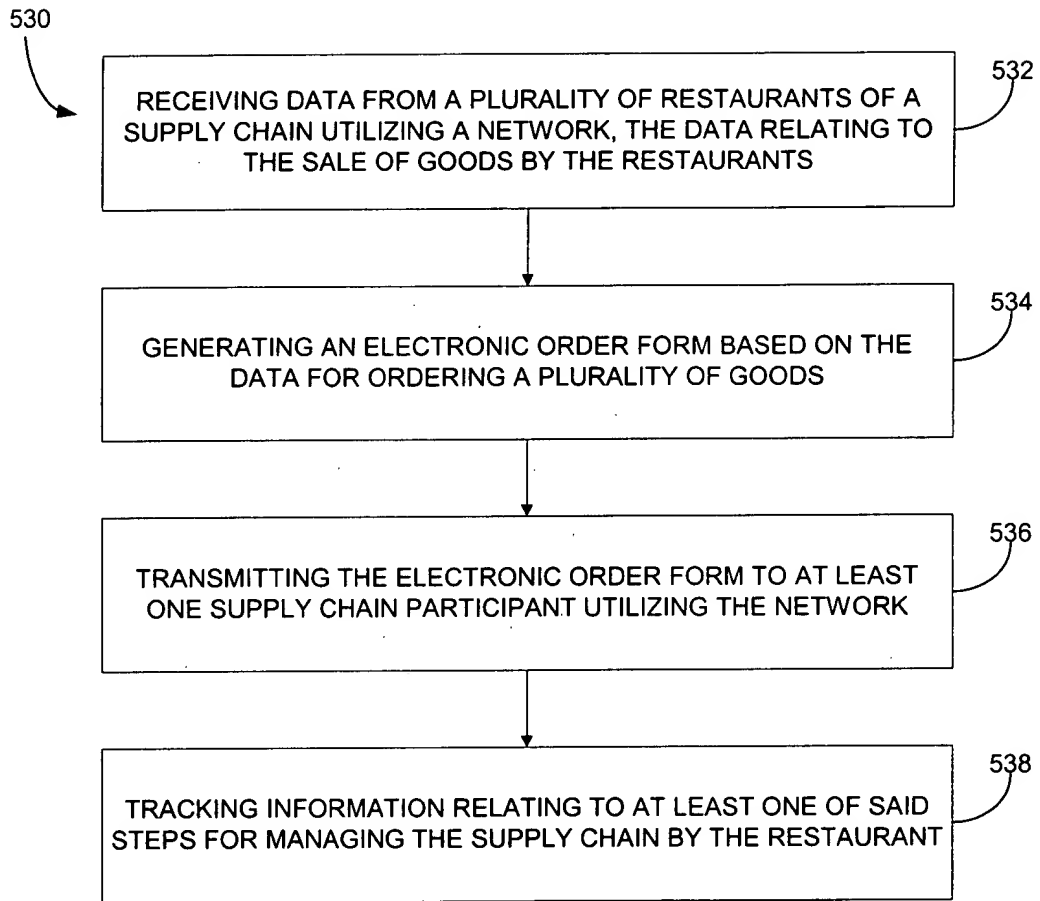 530
532
RECEIVING DATA FROM A PLURALITY OF RESTAURANTS OF A
SUPPLY CHAIN UTILIZING A NETWORK, THE DATA RELATING TO
THE SALE OF GOODS BY THE RESTAURANTS
534
GENERATING AN ELECTRONIC ORDER FORM BASED ON THE
DATA FOR ORDERING A PLURALITY OF GOODS
536
TRANSMITTING THE ELECTRONIC ORDER FORM TO AT LEAST
ONE SUPPLY CHAIN PARTICIPANT UTILIZING THE NETWORK
538
TRACKING INFORMATION RELATING TO AT LEAST ONE OF SAID
STEPS FOR MANAGING THE SUPPLY CHAIN BY THE RESTAURANT